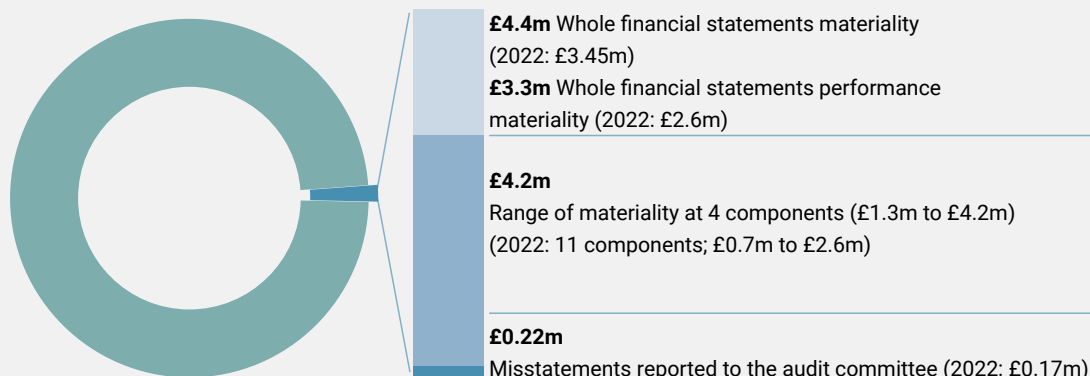 £4.4m Whole financial statements materiality
(2022: £3.45m)
£3.3m Whole financial statements performance
materiality (2022: £2.6m)
£4.2m
Range of materiality at 4 components (£1.3m to £4.2m)
(2022: 11 components; £0.7m to £2.6m)
£0.22m
Misstatements reported to the audit committee (2022: £0.17m)